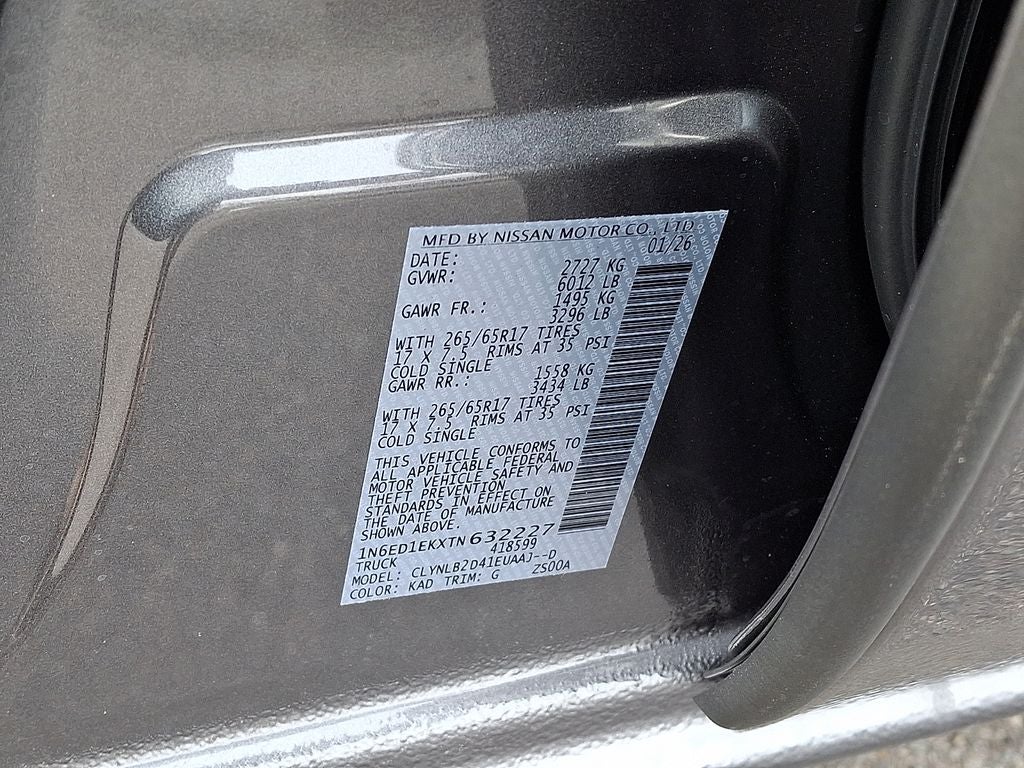 MFD BY NISSAN MOTOR CO., LTD
DATE: 01/26
GVWR: 2727 KG
6012 LB
GAWR FR.: 1495 KG
3296 LB
WITH 265/65R17 TIRES
17 X 7.5 RIMS AT 35 PSI
COLD SINGLE
GAWR RR.: 1558 KG
3434 LB
WITH 265/65R17 TIRES
17 X 7.5 RIMS AT 35 PSI
COLD SINGLE
THIS VEHICLE CONFORMS TO
ALL APPLICABLE FEDERAL
MOTOR VEHICLE SAFETY AND
THEFT PREVENTION
STANDARDS IN EFFECT ON
THE DATE OF MANUFACTURE
SHOWN ABOVE.
1N6ED1EKXTN632227
TRUCK 418599
MODEL: CLYNLB2D41EUAAJ--D
COLOR: KAD TRIM: G ZS00A